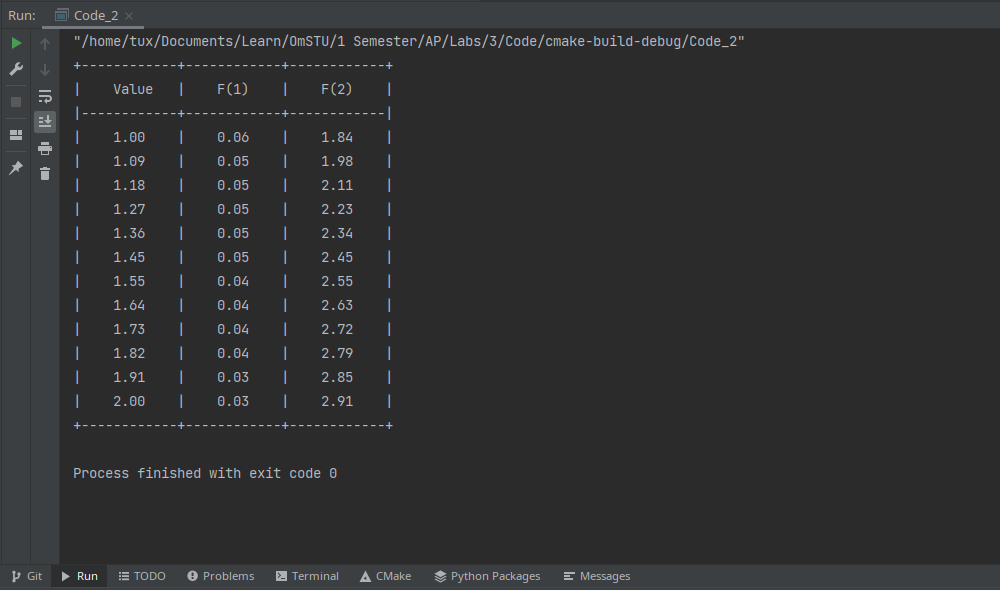 Run: Code_2
"/home/tux/Documents/Learn/OmSTU/1 Semester/AP/Labs/3/Code/cmake-build-debug/Code_2"
+------------+------------+------------+
|    Value   |    F(1)    |    F(2)    |
|------------+------------+------------|
|    1.00    |    0.06    |    1.84    |
|    1.09    |    0.05    |    1.98    |
|    1.18    |    0.05    |    2.11    |
|    1.27    |    0.05    |    2.23    |
|    1.36    |    0.05    |    2.34    |
|    1.45    |    0.05    |    2.45    |
|    1.55    |    0.04    |    2.55    |
|    1.64    |    0.04    |    2.63    |
|    1.73    |    0.04    |    2.72    |
|    1.82    |    0.04    |    2.79    |
|    1.91    |    0.03    |    2.85    |
|    2.00    |    0.03    |    2.91    |
+------------+------------+------------+
Process finished with exit code 0
Git Run TODO Problems Terminal CMake Python Packages Messages